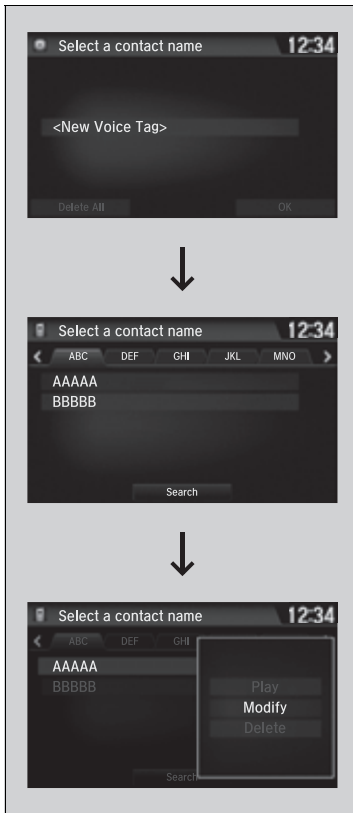 Select a contact name 12:34
<New Voice Tag>
Delete All OK
Select a contact name 12:34
ABC DEF GHI JKL MNO
AAAAA
BBBBB
Search
Select a contact name 12:34
ABC DEF GHI
AAAAA
BBBBB
Play
Modify
Delete
Search